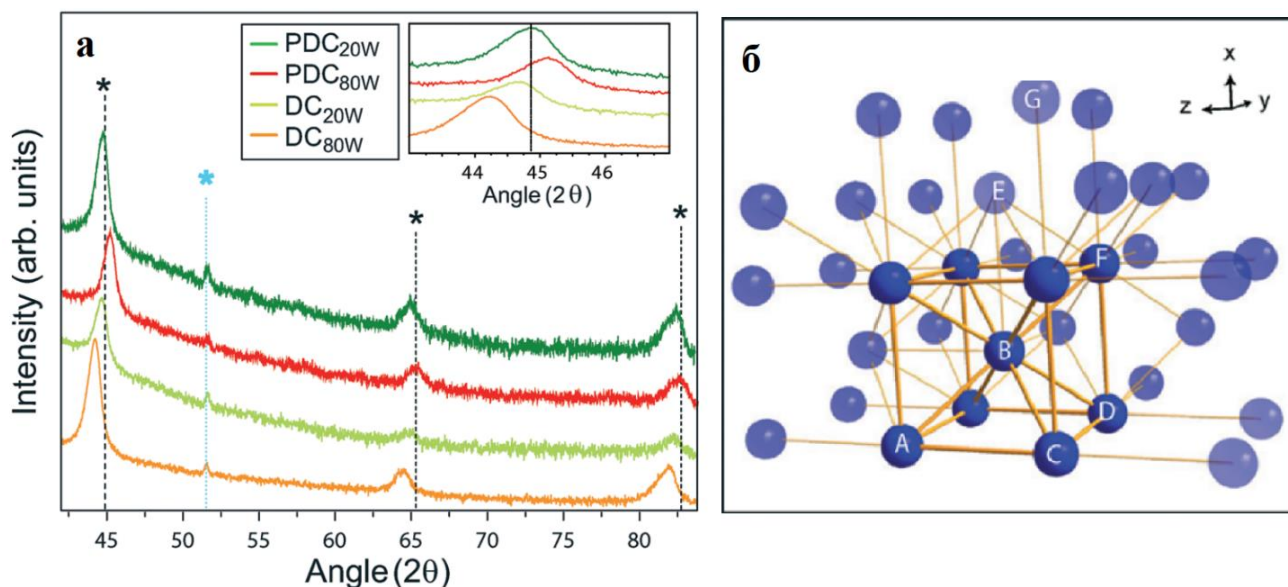 а
PDC20W
PDC80W
DC20W
DC80W
*
*
*
*
44 45 46
Angle (2θ)
Intensity (arb. units)
45 50 55 60 65 70 75 80
Angle (2θ)
б
x
z
y
G
E
F
B
A
D
C